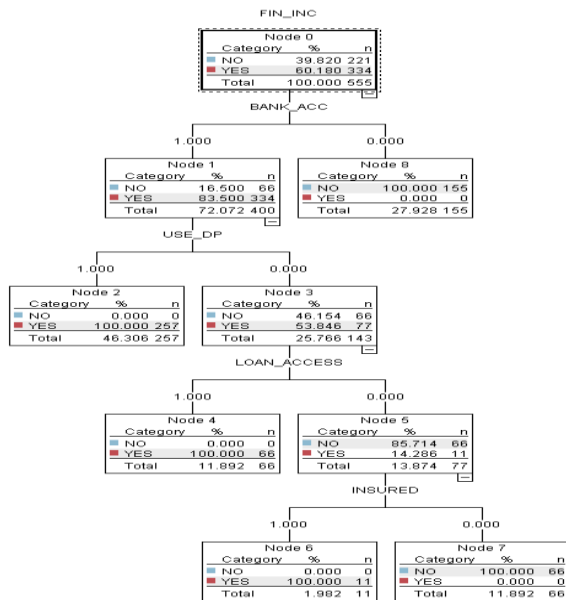 FIN_INC
Node 0
Category % n
NO 39.820 221
YES 60.180 334
Total 100.000 555
BANK_ACC
1.000 0.000
Node 1
Category % n
NO 16.500 66
YES 83.500 334
Total 72.072 400
Node 8
Category % n
NO 100.000 155
YES 0.000 0
Total 27.928 155
USE_DP
1.000 0.000
Node 2
Category % n
NO 0.000 0
YES 100.000 257
Total 46.306 257
Node 3
Category % n
NO 46.154 66
YES 53.846 77
Total 25.766 143
LOAN_ACCESS
1.000 0.000
Node 4
Category % n
NO 0.000 0
YES 100.000 66
Total 11.892 66
Node 5
Category % n
NO 85.714 66
YES 14.286 11
Total 13.874 77
INSURED
1.000 0.000
Node 6
Category % n
NO 0.000 0
YES 100.000 11
Total 1.982 11
Node 7
Category % n
NO 100.000 66
YES 0.000 0
Total 11.892 66